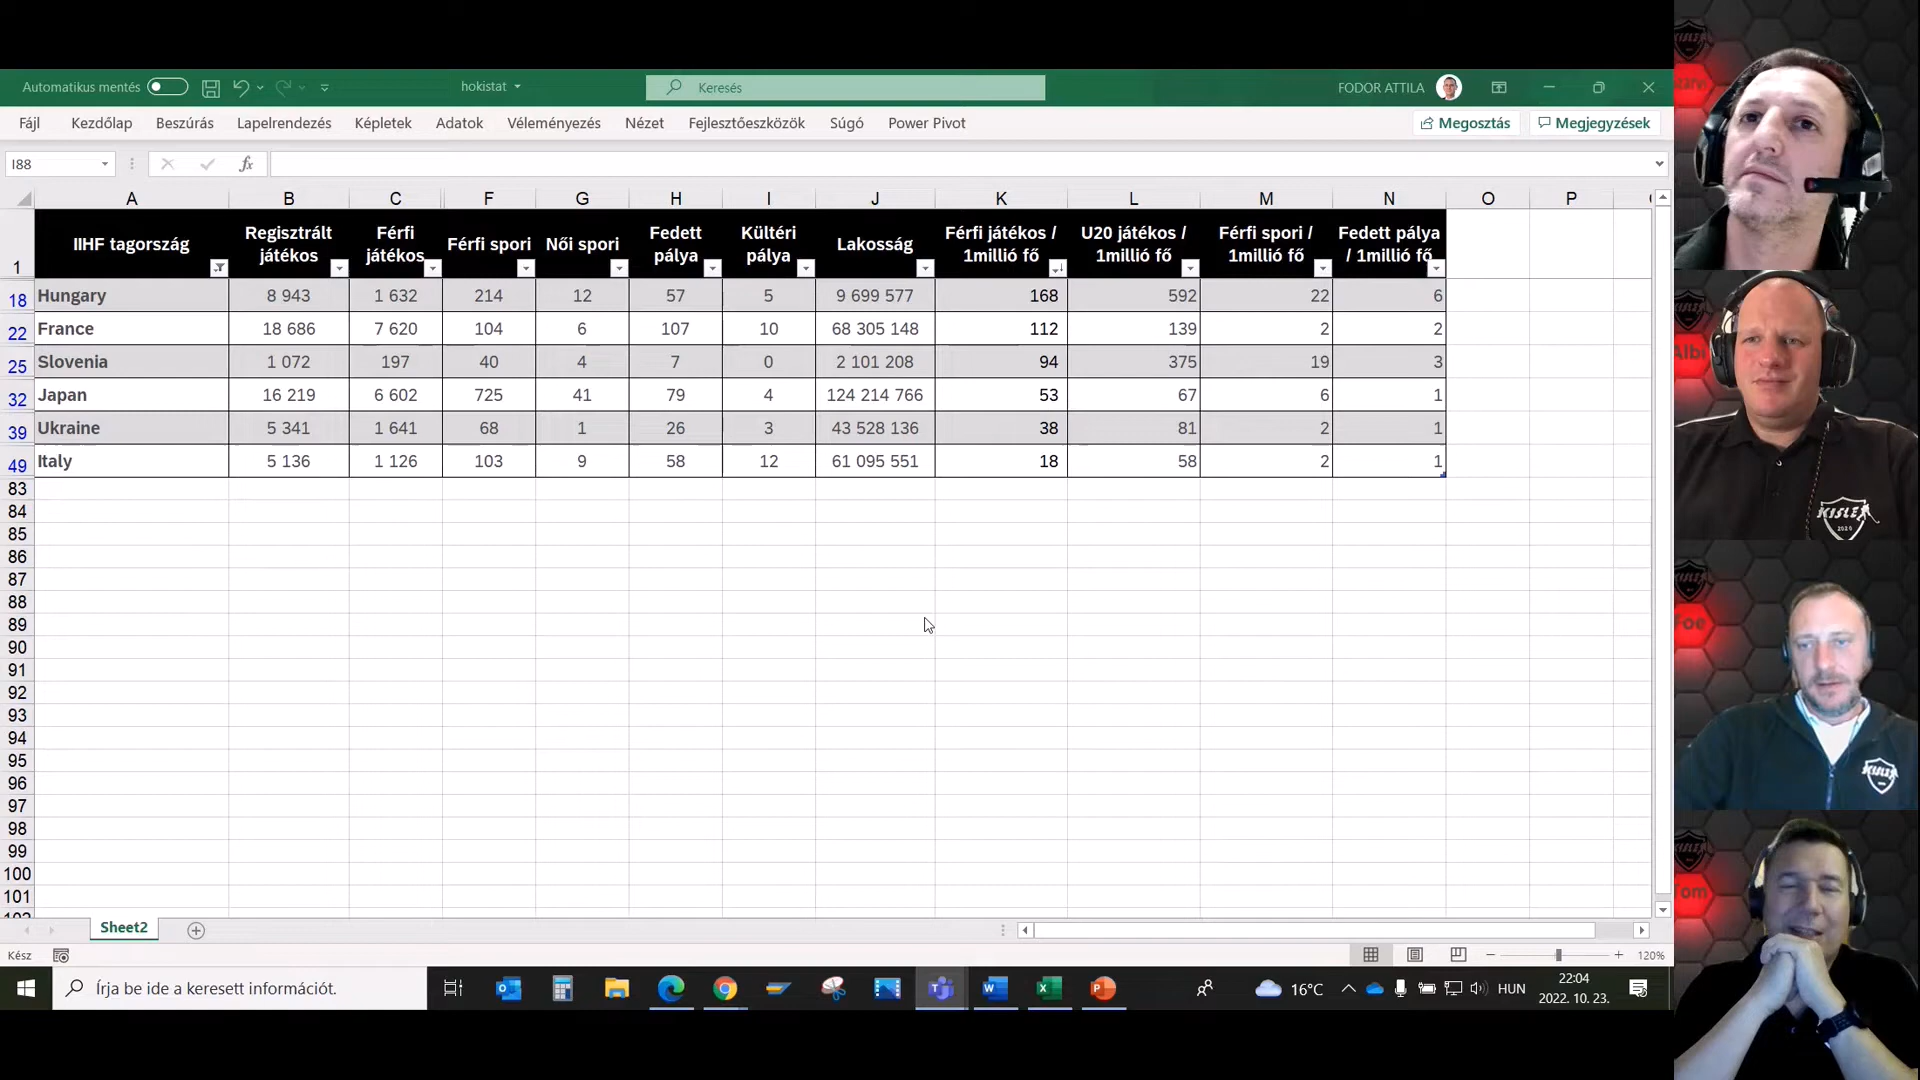 Automatikus mentés
hokistat
Keresés
FODOR ATTILA
Fájl Kezdőlap Beszúrás Lapelrendezés Képletek Adatok Véleményezés Nézet Fejlesztőeszközök Súgó Power Pivot Megosztás Megjegyzések
I88 fx
A B C F G H I J K L M N O P
1 IIHF tagország Regisztrált játékos Férfi játékos Férfi spori Női spori Fedett pálya Kültéri pálya Lakosság Férfi játékos / 1millió fő U20 játékos / 1millió fő Férfi spori / 1millió fő Fedett pálya / 1millió fő
18 Hungary 8 943 1 632 214 12 57 5 9 699 577 168 592 22 6
22 France 18 686 7 620 104 6 107 10 68 305 148 112 139 2 2
25 Slovenia 1 072 197 40 4 7 0 2 101 208 94 375 19 3
32 Japan 16 219 6 602 725 41 79 4 124 214 766 53 67 6 1
39 Ukraine 5 341 1 641 68 1 26 3 43 528 136 38 81 2 1
49 Italy 5 136 1 126 103 9 58 12 61 095 551 18 58 2 1
83
84
85
86
87
88
89
90
91
92
93
94
95
96
97
98
99
100
101
Sheet2
Kész
120%
Írja be ide a keresett információt.
16°C
HUN
22:04
2022. 10. 23.
Albi
KISLER
2020
Foe
Tom